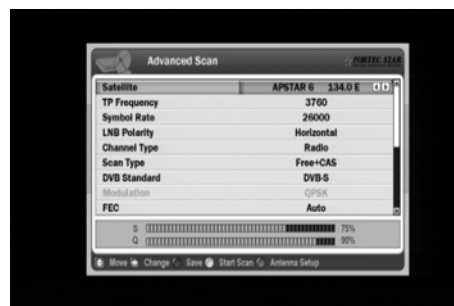 Advanced Scan
FORTEC STAR
Satellite APSTAR 6 134.0 E
TP Frequency 3760
Symbol Rate 26000
LNB Polarity Horizontal
Channel Type Radio
Scan Type Free+CAS
DVB Standard DVB-S
Modulation QPSK
FEC Auto
S 75%
Q 90%
Move Change Save Start Scan Antenna Setup